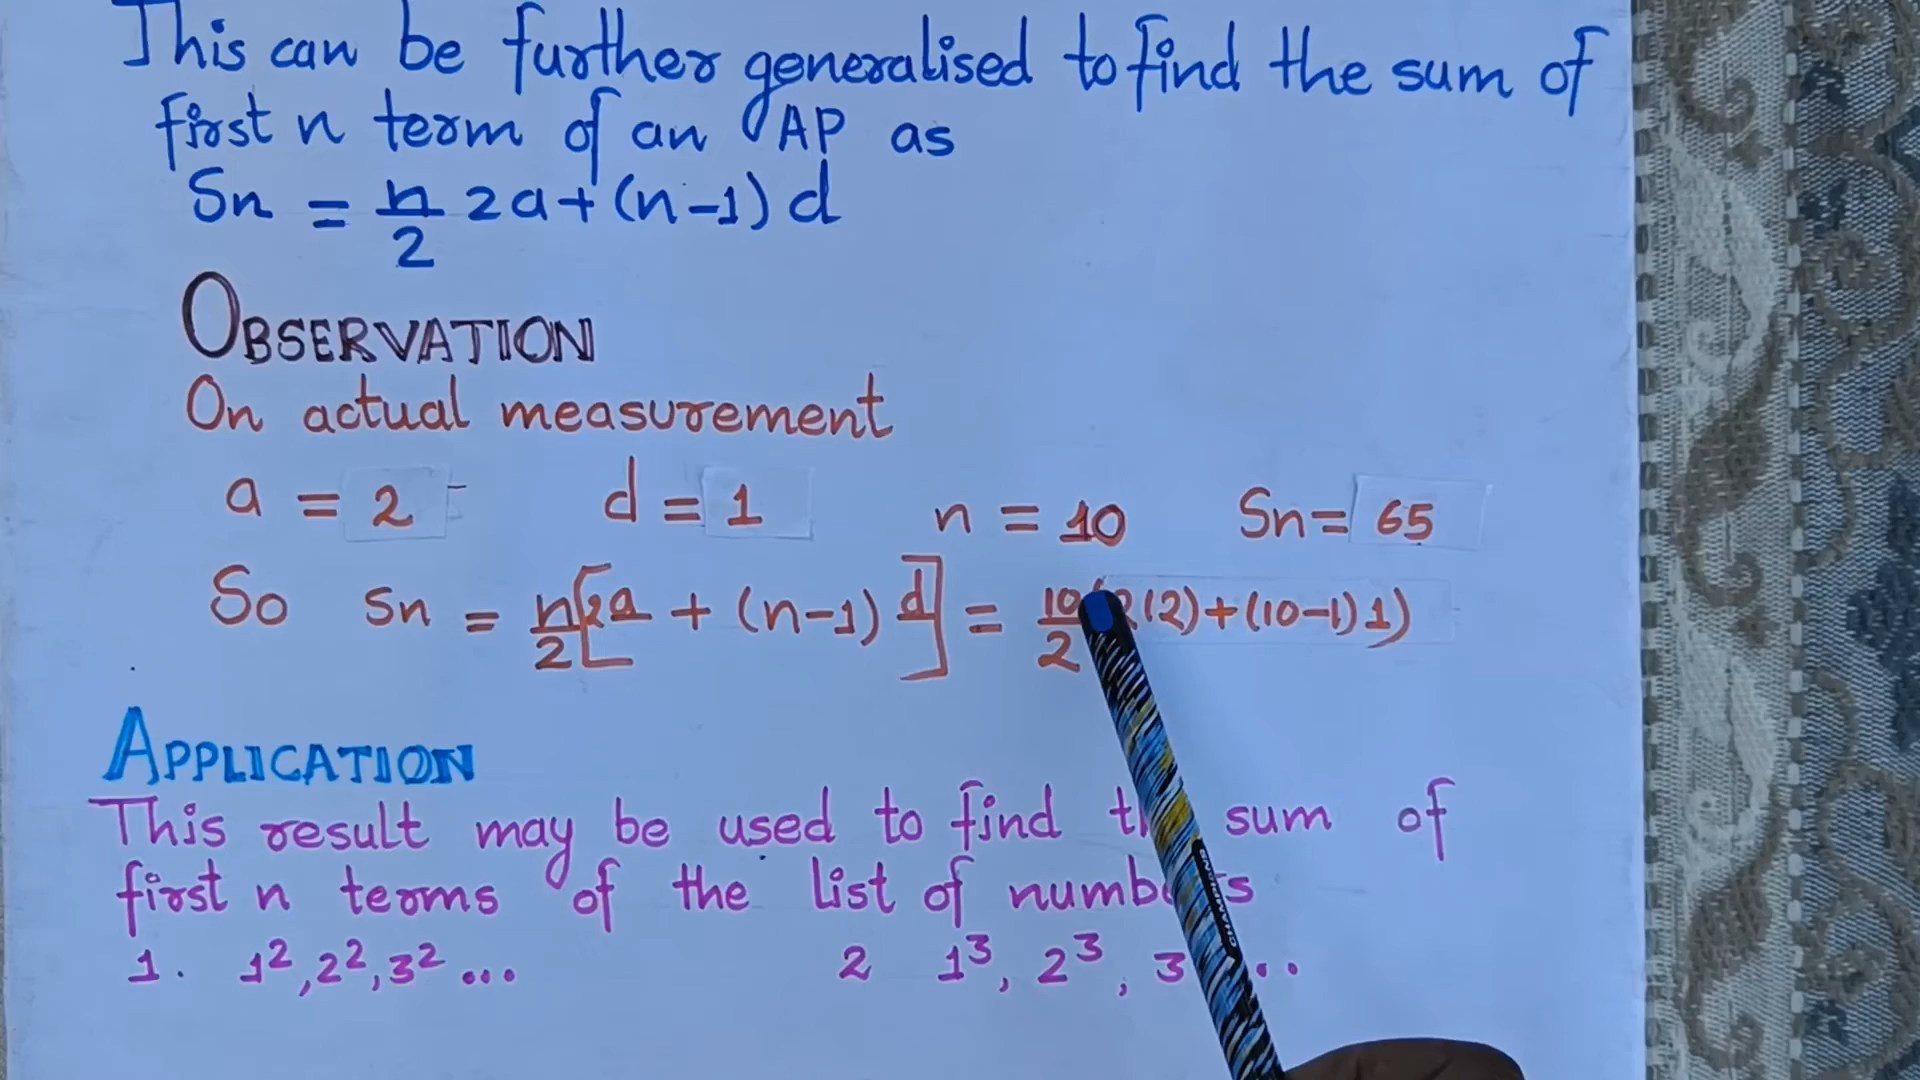 This can be further generalised to find the sum of
first n term of an AP as
Sn = n/2 2a+(n-1)d
OBSERVATION
On actual measurement
a = 2 d = 1 n = 10 Sn = 65
So Sn = n/2[2a + (n-1)d] = 10/2(2(2)+(10-1)1)
APPLICATION
This result may be used to find sum of
first n terms of the list of numbers
1. 1²,2²,3²... 2 1³, 2³, 3 ..
CHAMPIONS